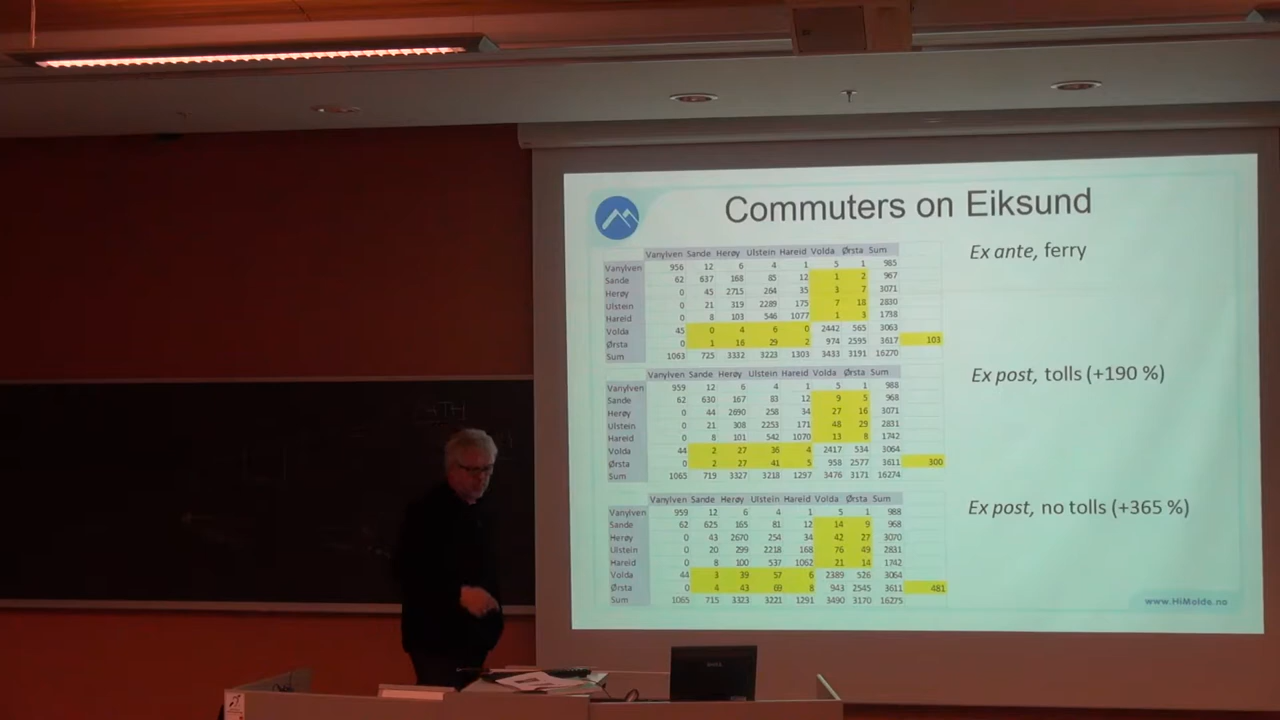 Commuters on Eiksund
Vanylven Sande Herøy Ulstein Hareid Volda Ørsta Sum
Vanylven 956 12 6 4 1 5 1 985
Sande 62 637 168 85 12 1 2 967
Herøy 0 45 2715 264 35 3 7 3071
Ulstein 0 21 319 2289 175 7 18 2830
Hareid 0 8 103 546 1077 1 3 1738
Volda 45 0 4 6 0 2442 565 3063
Ørsta 0 1 16 29 2 974 2595 3617 103
Sum 1063 725 3332 3223 1303 3433 3191 16270
Ex ante, ferry
Vanylven Sande Herøy Ulstein Hareid Volda Ørsta Sum
Vanylven 959 12 6 4 1 5 1 988
Sande 62 630 167 83 12 9 5 968
Herøy 0 44 2690 258 34 27 16 3071
Ulstein 0 21 308 2253 171 48 29 2831
Hareid 0 8 101 542 1070 13 8 1742
Volda 44 2 27 36 4 2417 534 3064
Ørsta 0 2 27 41 5 958 2577 3611 300
Sum 1065 719 3327 3218 1297 3476 3171 16274
Ex post, tolls (+190 %)
Vanylven Sande Herøy Ulstein Hareid Volda Ørsta Sum
Vanylven 959 12 6 4 1 5 1 988
Sande 62 625 165 81 12 14 9 968
Herøy 0 43 2670 254 34 42 27 3070
Ulstein 0 20 299 2218 168 76 49 2831
Hareid 0 8 100 537 1062 21 14 1742
Volda 44 3 39 57 6 2389 526 3064
Ørsta 0 4 43 69 8 943 2545 3611 481
Sum 1065 715 3323 3221 1291 3490 3170 16275
Ex post, no tolls (+365 %)
www.HiMolde.no